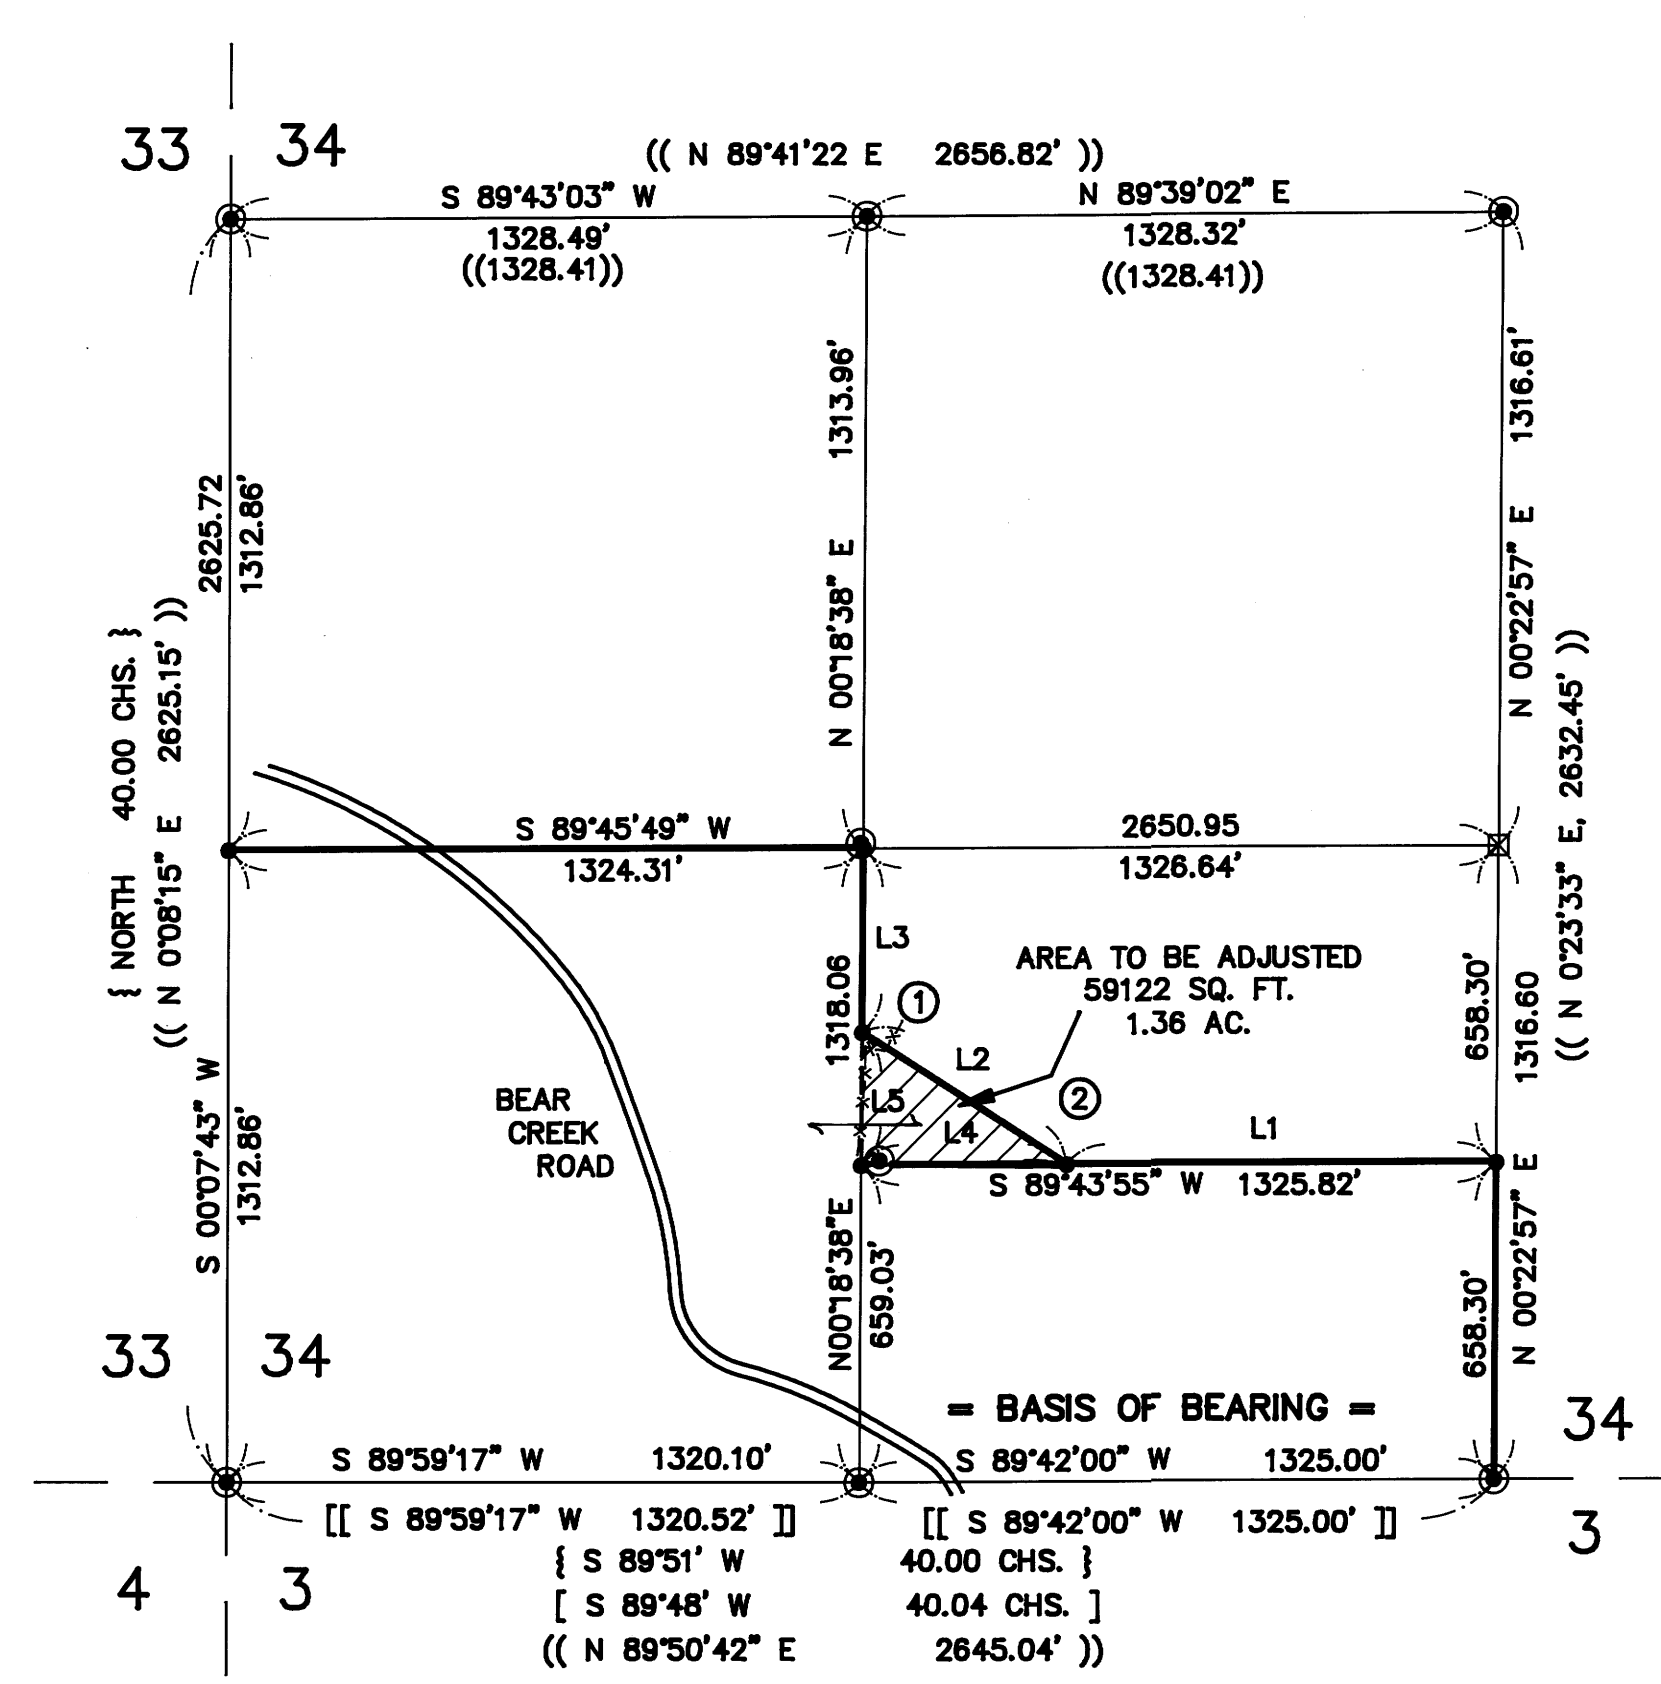 33 34
(( N 89°41'22 E 2656.82' ))
S 89°43'03" W
1328.49'
((1328.41))
N 89°39'02" E
1328.32'
((1328.41))
2625.72
1312.86'
N 00°18'38" E 1313.96'
N 00°22'57" E 1316.61'
{ NORTH 40.00 CHS. }
(( N 0°08'15" E 2625.15' ))
(( N 0°23'33" E, 2632.45' ))
S 89°45'49" W
1324.31'
2650.95
1326.64'
L3
1318.06
1
AREA TO BE ADJUSTED
59122 SQ. FT.
1.36 AC.
L2
2
L5
L4
L1
658.30'
1316.60
S 00°07'43" W
1312.86'
BEAR
CREEK
ROAD
S 89°43'55" W 1325.82'
N00°18'38"E
659.03'
658.30'
N 00°22'57" E
33 34
= BASIS OF BEARING =
34
S 89°59'17" W 1320.10'
S 89°42'00" W 1325.00'
[[ S 89°59'17" W 1320.52' ]]
[[ S 89°42'00" W 1325.00' ]]
3
{ S 89°51' W 40.00 CHS. }
4 3
[ S 89°48' W 40.04 CHS. ]
(( N 89°50'42" E 2645.04' ))